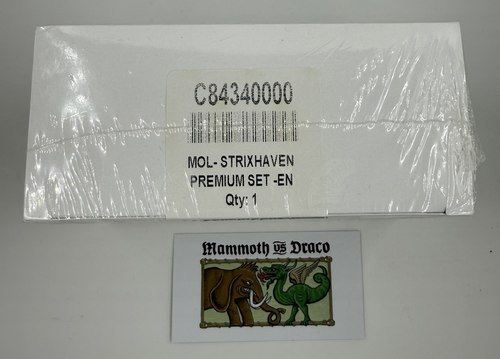 C84340000
MOL- STRIXHAVEN
PREMIUM SET -EN
Qty: 1
Mammoth vs Draco